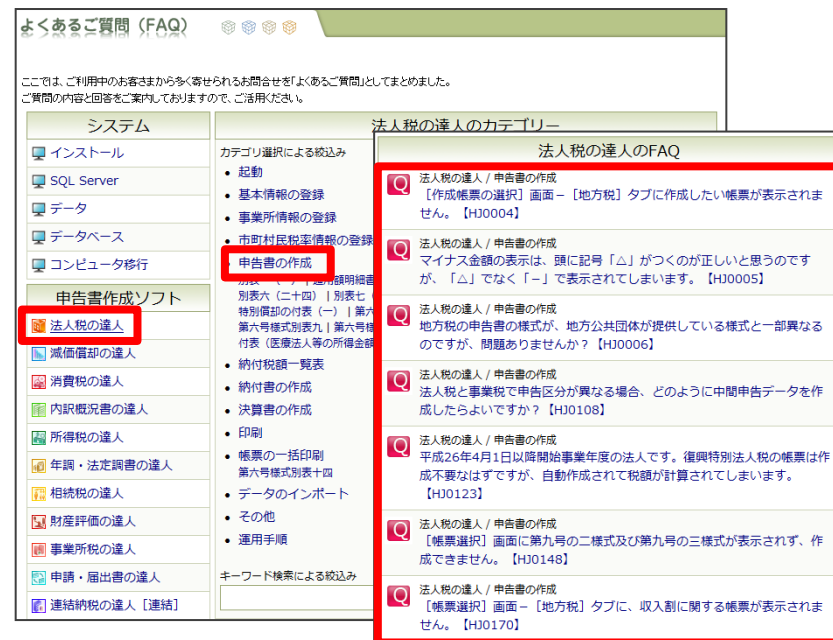 よくあるご質問（FAQ）
ここでは、ご利用中のお客さまから多く寄せられるお問合せを「よくあるご質問」としてまとめました。
ご質問の内容と回答をご案内しておりますので、ご活用ください。
システム
インストール
SQL Server
データ
データベース
コンピュータ移行
申告書作成ソフト
法人税の達人
減価償却の達人
消費税の達人
内訳概況書の達人
所得税の達人
年調・法定調書の達人
相続税の達人
財産評価の達人
事業所税の達人
申請・届出書の達人
連結納税の達人［連結］
法人税の達人のカテゴリー
カテゴリ選択による絞込み
• 起動
• 基本情報の登録
• 事業所情報の登録
• 市町村民税率情報の登録
申告書の作成
別表六（二十四）｜別表七（
特別償却の付表（一）｜第六
第六号様式別表九｜第六号様
付表（医療法人等の所得金額
• 納付税額一覧表
• 納付書の作成
• 決算書の作成
• 印刷
• 帳票の一括印刷
第六号様式別表十四
• データのインポート
• その他
• 運用手順
キーワード検索による絞込み
法人税の達人のFAQ
Q 法人税の達人 / 申告書の作成
［作成帳票の選択］画面－［地方税］タブに作成したい帳票が表示されま
せん。【HJ0004】
Q 法人税の達人 / 申告書の作成
マイナス金額の表示は、頭に記号「△」がつくのが正しいと思うのです
が、「△」でなく「－」で表示されてしまいます。【HJ0005】
Q 法人税の達人 / 申告書の作成
地方税の申告書の様式が、地方公共団体が提供している様式と一部異なる
のですが、問題ありませんか？【HJ0006】
Q 法人税の達人 / 申告書の作成
法人税と事業税で申告区分が異なる場合、どのように中間申告データを作
成したらよいですか？【HJ0108】
Q 法人税の達人 / 申告書の作成
平成26年4月1日以降開始事業年度の法人です。復興特別法人税の帳票は作
成不要なはずですが、自動作成されて税額が計算されてしまいます。
【HJ0123】
Q 法人税の達人 / 申告書の作成
［帳票選択］画面に第九号の二様式及び第九号の三様式が表示されず、作
成できません。【HJ0148】
Q 法人税の達人 / 申告書の作成
［帳票選択］画面－［地方税］タブに、収入割に関する帳票が表示されま
せん。【HJ0170】